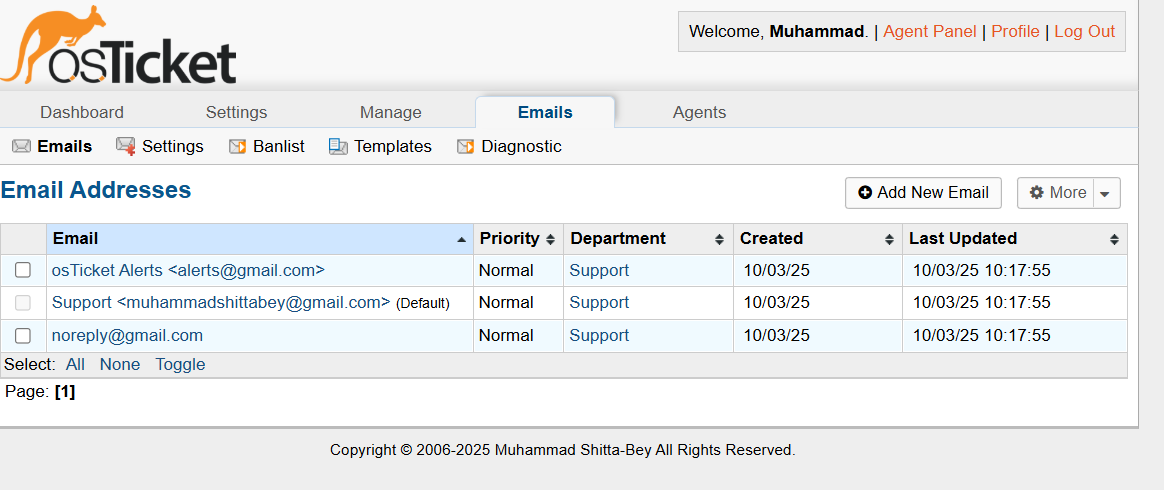 osTicket
Welcome, Muhammad. | Agent Panel | Profile | Log Out
Dashboard Settings Manage Emails Agents
Emails Settings Banlist Templates Diagnostic
Email Addresses Add New Email More
Email Priority Department Created Last Updated
osTicket Alerts <alerts@gmail.com> Normal Support 10/03/25 10/03/25 10:17:55
Support <muhammadshittabey@gmail.com> (Default) Normal Support 10/03/25 10/03/25 10:17:55
noreply@gmail.com Normal Support 10/03/25 10/03/25 10:17:55
Select: All None Toggle
Page: [1]
Copyright © 2006-2025 Muhammad Shitta-Bey All Rights Reserved.